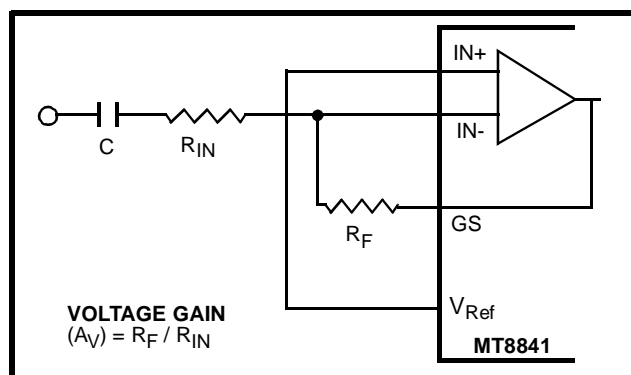 IN+
IN-
C
RIN
RF
GS
VRef
VOLTAGE GAIN
(AV) = RF / RIN
MT8841